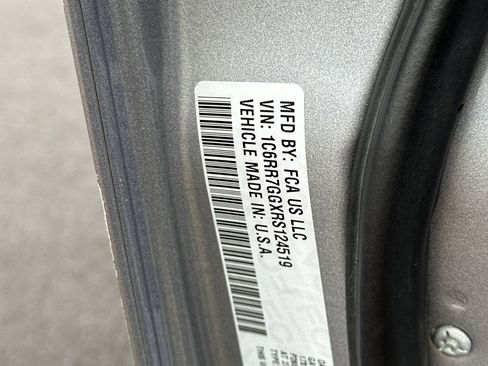 MFD BY: FCA US LLC
VIN: 1C6RR7GGXRS124519
VEHICLE MADE IN: U.S.A.